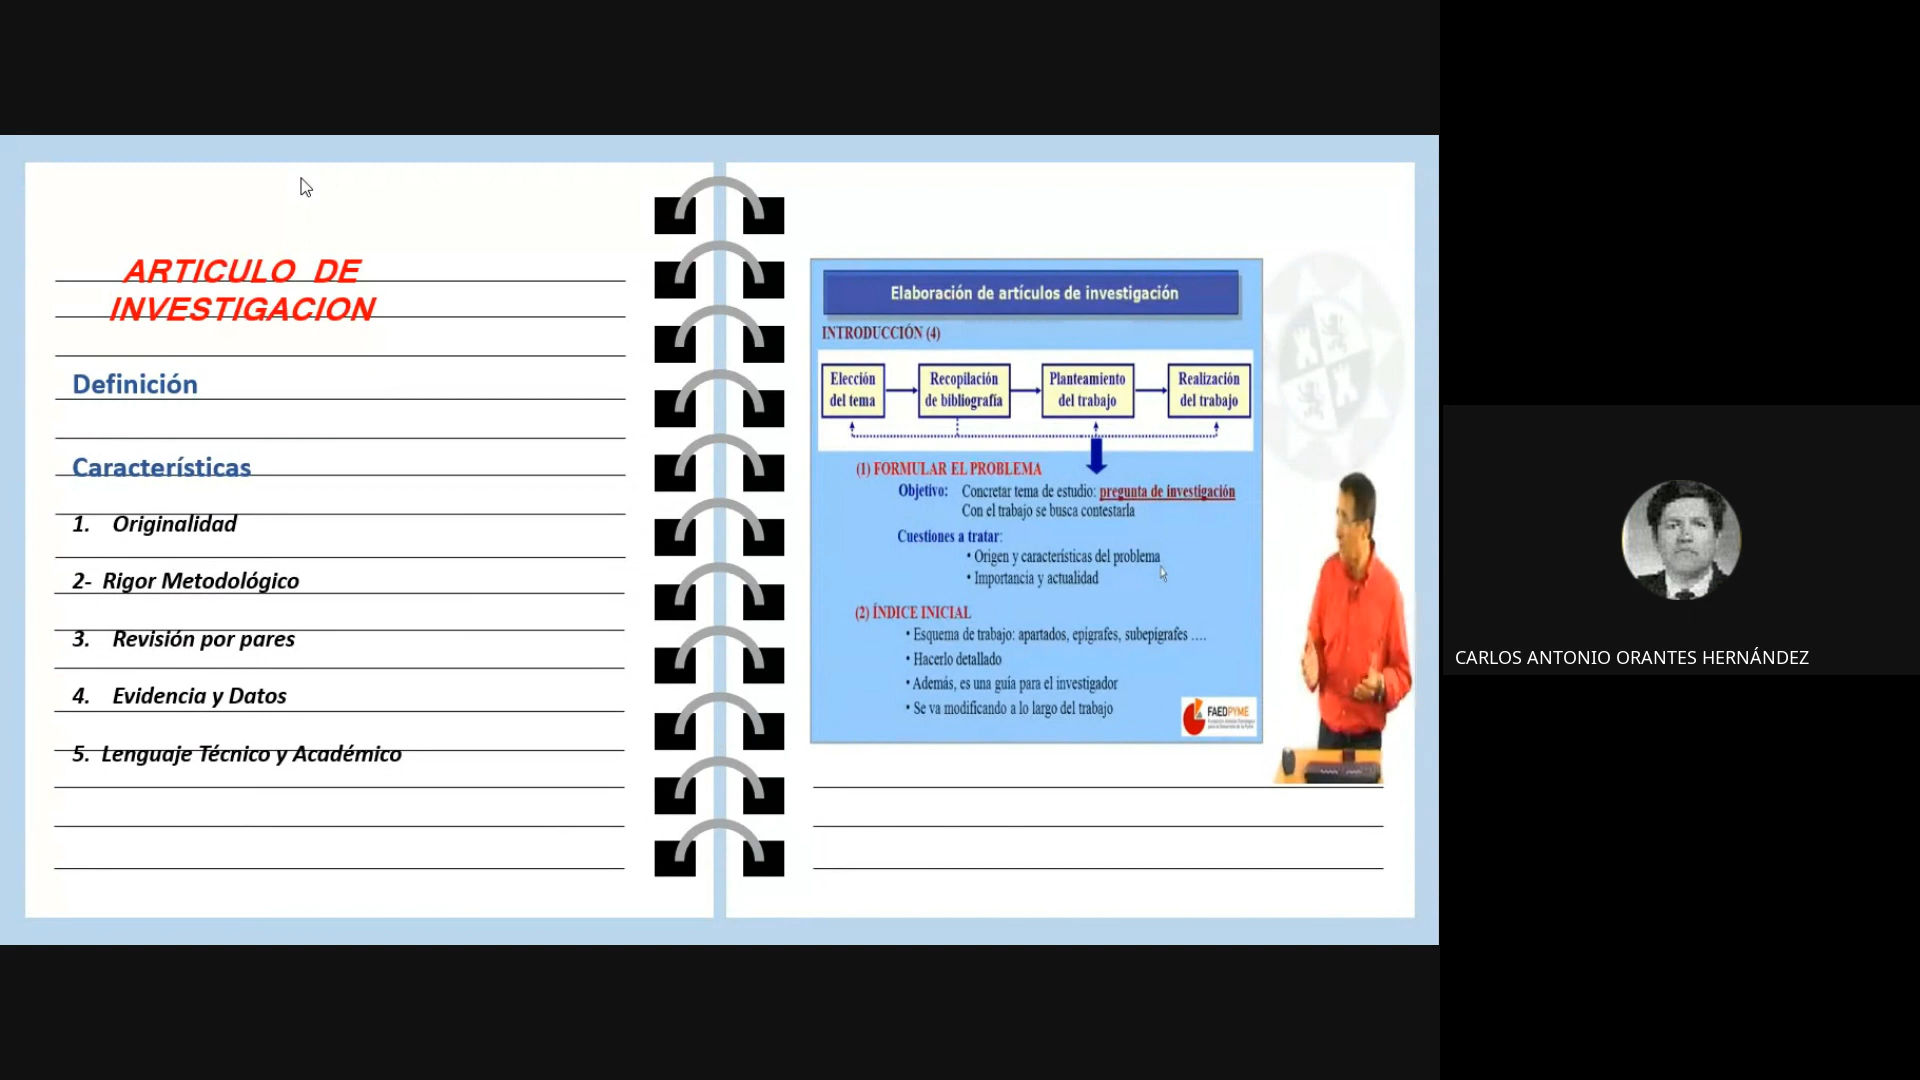 ARTICULO DE
INVESTIGACION
Definición
Características
1. Originalidad
2- Rigor Metodológico
3. Revisión por pares
4. Evidencia y Datos
5. Lenguaje Técnico y Académico
Elaboración de artículos de investigación
INTRODUCCIÓN (4)
Elección del tema
Recopilación de bibliografía
Planteamiento del trabajo
Realización del trabajo
(1) FORMULAR EL PROBLEMA
Objetivo: Concretar tema de estudio: pregunta de investigación
Con el trabajo se busca contestarla
Cuestiones a tratar:
• Origen y características del problema
• Importancia y actualidad
(2) ÍNDICE INICIAL
• Esquema de trabajo: apartados, epígrafes, subepígrafes ….
• Hacerlo detallado
• Además, es una guía para el investigador
• Se va modificando a lo largo del trabajo
FAEDPYME
CARLOS ANTONIO ORANTES HERNÁNDEZ